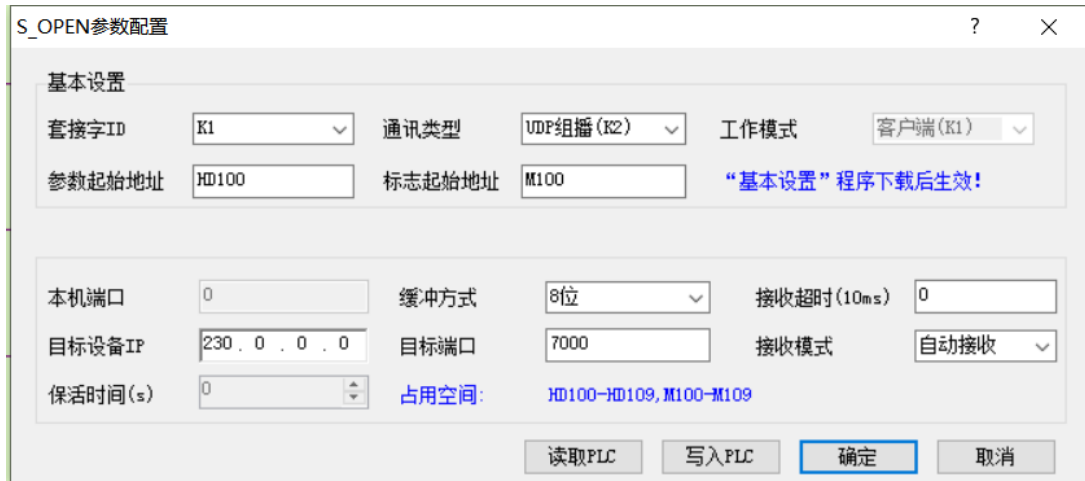 S_OPEN参数配置 ?
基本设置
套接字ID K1 通讯类型 UDP组播(K2) 工作模式 客户端(K1)
参数起始地址 HD100 标志起始地址 M100 “基本设置”程序下载后生效!
本机端口 0 缓冲方式 8位 接收超时(10ms) 0
目标设备IP 230 . 0 . 0 . 0 目标端口 7000 接收模式 自动接收
保活时间(s) 0 占用空间: HD100-HD109,M100-M109
读取PLC 写入PLC 确定 取消